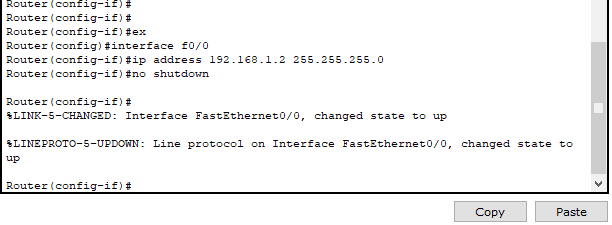 Router(config-if)#
Router(config-if)#
Router(config-if)#ex
Router(config)#interface f0/0
Router(config-if)#ip address 192.168.1.2 255.255.255.0
Router(config-if)#no shutdown
Router(config-if)#
%LINK-5-CHANGED: Interface FastEthernet0/0, changed state to up
%LINEPROTO-5-UPDOWN: Line protocol on Interface FastEthernet0/0, changed state to
up
Router(config-if)#
Copy
Paste